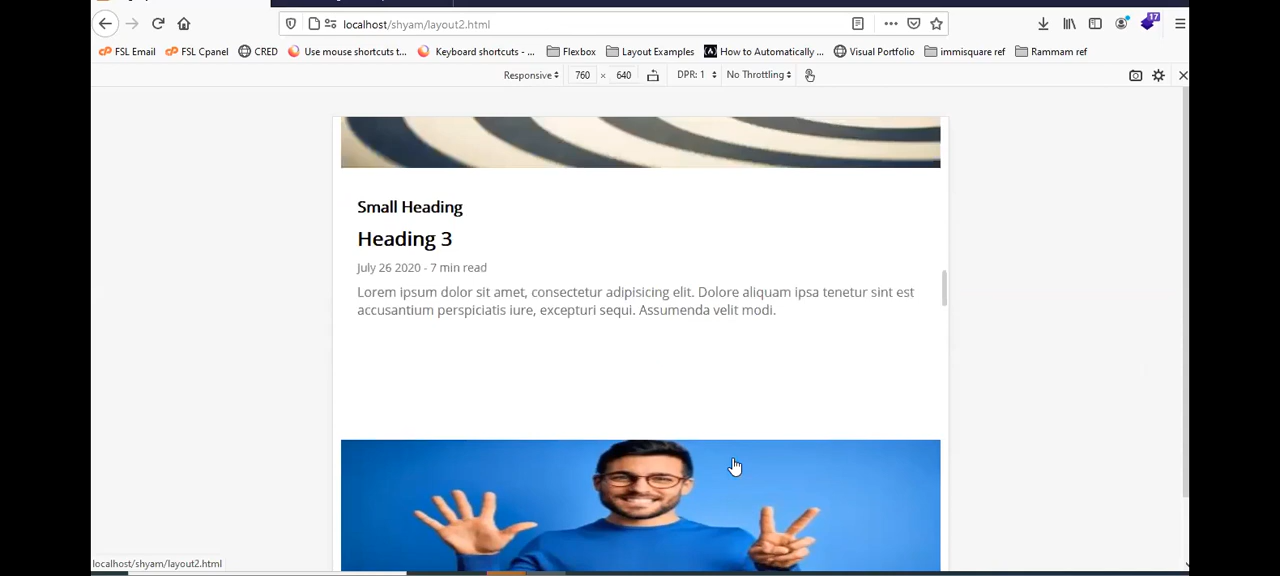 localhost/shyam/layout2.html
17
FSL Email
FSL Cpanel
CRED
Use mouse shortcuts t...
Keyboard shortcuts - ...
Flexbox
Layout Examples
How to Automatically ...
Visual Portfolio
immisquare ref
Rammam ref
Responsive
760 × 640
DPR: 1
No Throttling
Small Heading
Heading 3
July 26 2020 - 7 min read
Lorem ipsum dolor sit amet, consectetur adipisicing elit. Dolore aliquam ipsa tenetur sint est
accusantium perspiciatis iure, excepturi sequi. Assumenda velit modi.
localhost/shyam/layout2.html